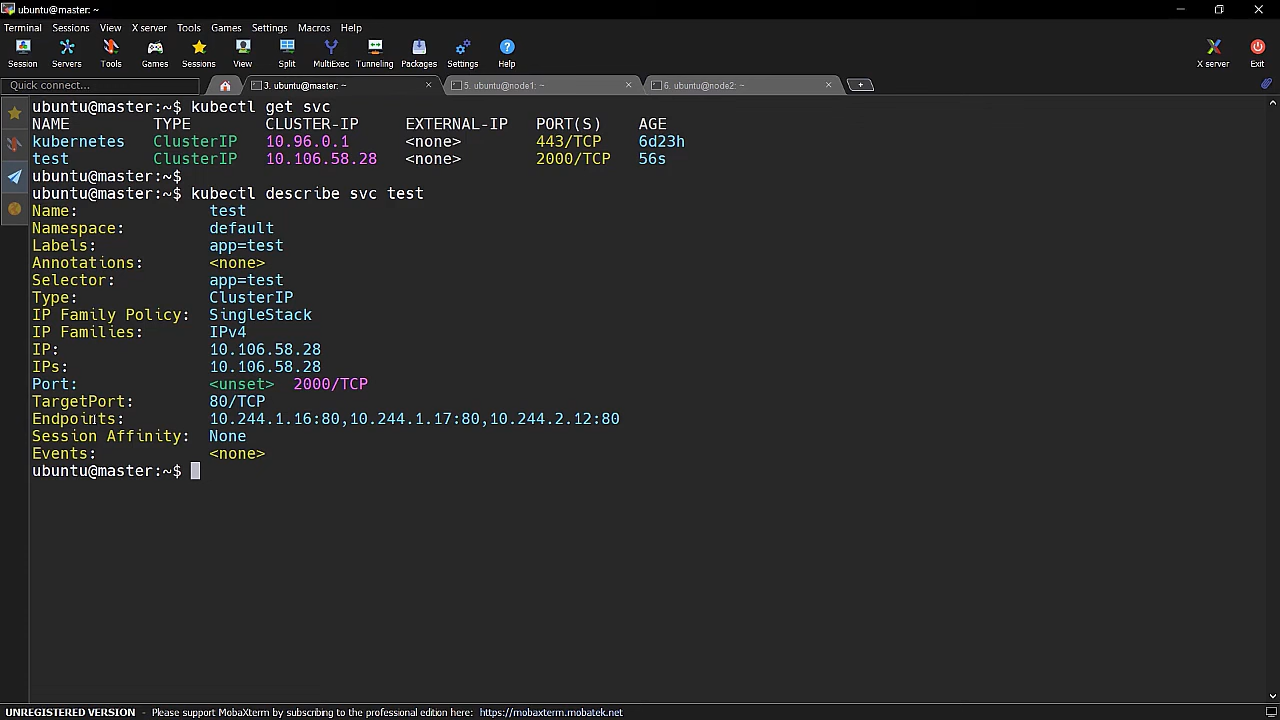 ubuntu@master: ~
Terminal Sessions View X server Tools Games Settings Macros Help
Session Servers Tools Games Sessions View Split MultiExec Tunneling Packages Settings Help X server Exit
Quick connect... 3. ubuntu@master: ~ 5. ubuntu@node1: ~ 6. ubuntu@node2: ~
ubuntu@master:~$ kubectl get svc
NAME TYPE CLUSTER-IP EXTERNAL-IP PORT(S) AGE
kubernetes ClusterIP 10.96.0.1 <none> 443/TCP 6d23h
test ClusterIP 10.106.58.28 <none> 2000/TCP 56s
ubuntu@master:~$
ubuntu@master:~$ kubectl describe svc test
Name: test
Namespace: default
Labels: app=test
Annotations: <none>
Selector: app=test
Type: ClusterIP
IP Family Policy: SingleStack
IP Families: IPv4
IP: 10.106.58.28
IPs: 10.106.58.28
Port: <unset> 2000/TCP
TargetPort: 80/TCP
Endpoints: 10.244.1.16:80,10.244.1.17:80,10.244.2.12:80
Session Affinity: None
Events: <none>
ubuntu@master:~$
UNREGISTERED VERSION - Please support MobaXterm by subscribing to the professional edition here: https://mobaxterm.mobatek.net